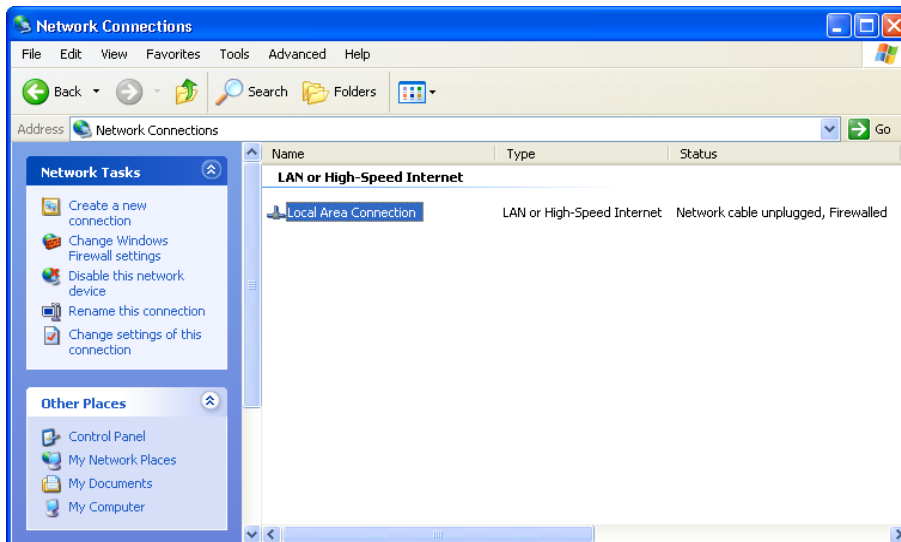 Network Connections
File Edit View Favorites Tools Advanced Help
Back Search Folders
Address Network Connections Go
Network Tasks
Create a new
connection
Change Windows
Firewall settings
Disable this network
device
Rename this connection
Change settings of this
connection
Other Places
Control Panel
My Network Places
My Documents
My Computer
Name Type Status
LAN or High-Speed Internet
Local Area Connection LAN or High-Speed Internet Network cable unplugged, Firewalled